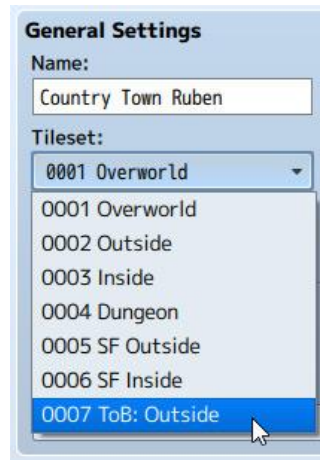 General Settings
Name:
Country Town Ruben
Tileset:
0001 Overworld
0001 Overworld
0002 Outside
0003 Inside
0004 Dungeon
0005 SF Outside
0006 SF Inside
0007 ToB: Outside